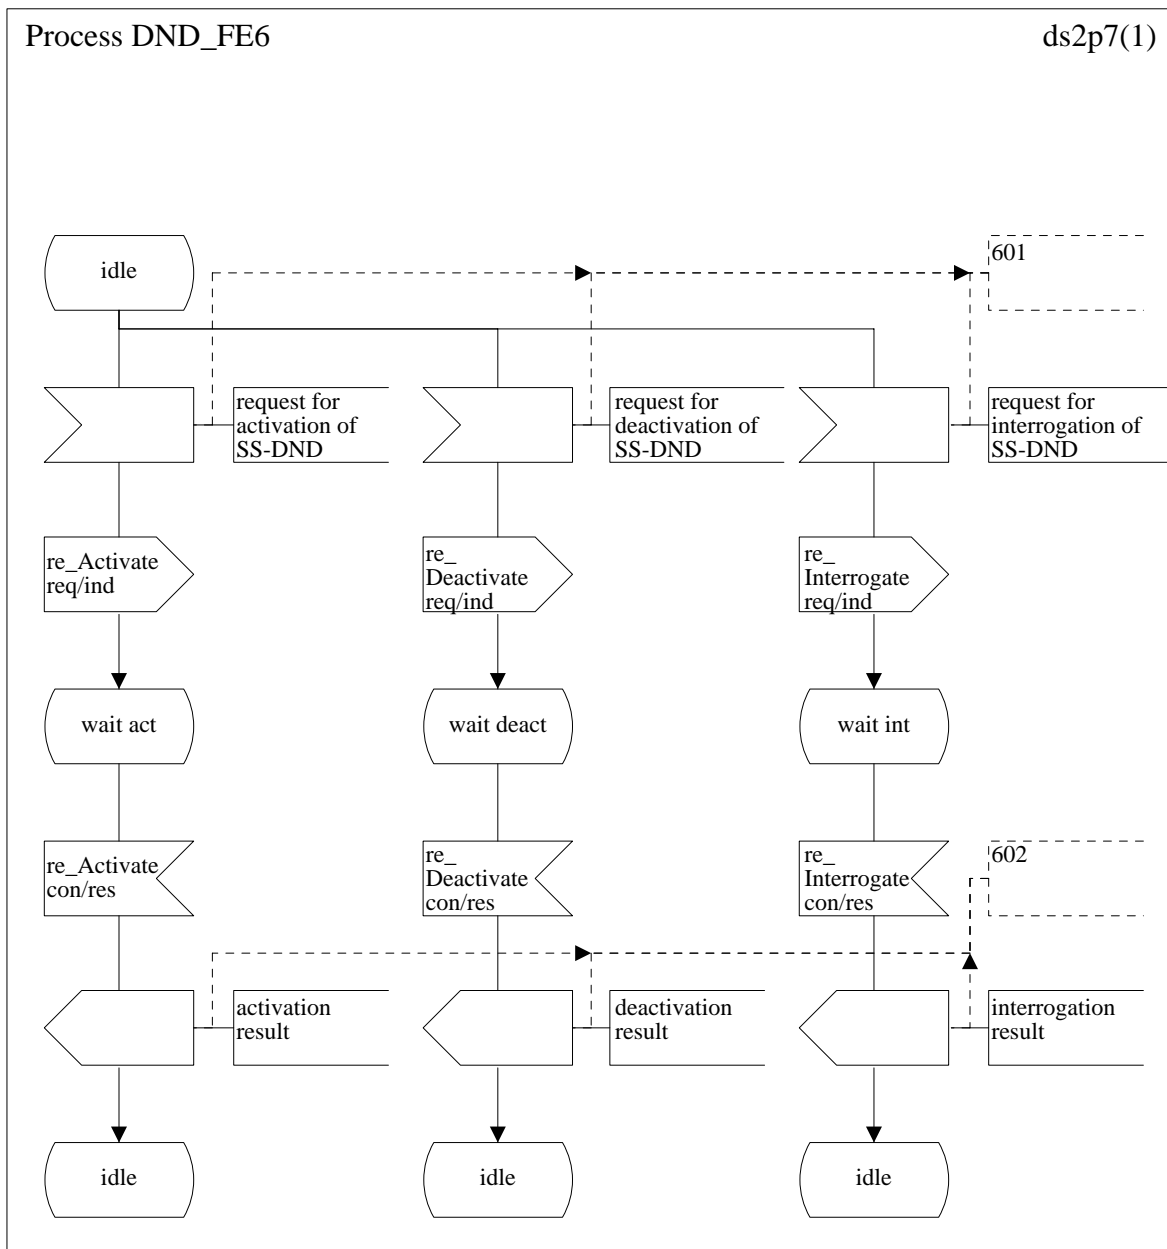 Process DND_FE6
ds2p7(1)
idle
601
request for
activation of
SS-DND
request for
deactivation of
SS-DND
request for
interrogation of
SS-DND
re_Activate
req/ind
re_
Deactivate
req/ind
re_
Interrogate
req/ind
wait act
wait deact
wait int
re_Activate
con/res
re_
Deactivate
con/res
re_
Interrogate
con/res
602
activation
result
deactivation
result
interrogation
result
idle
idle
idle